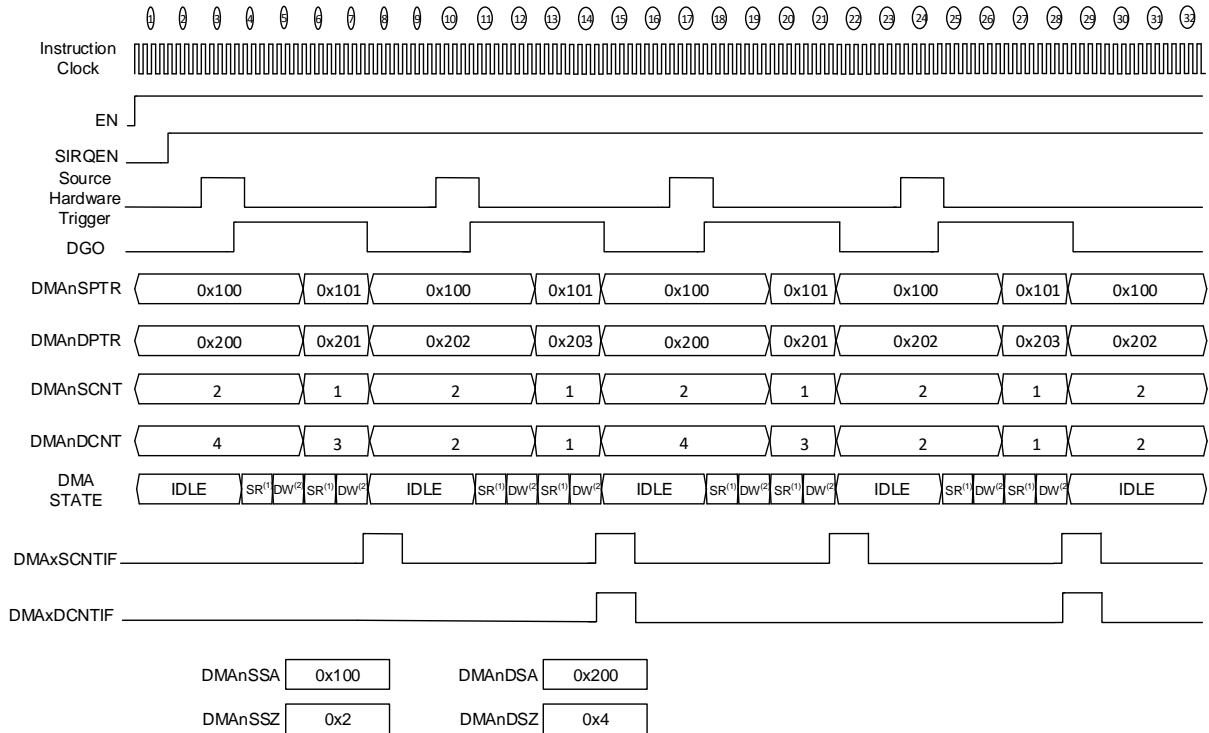 1 2 3 4 5 6 7 8 9 10 11 12 13 14 15 16 17 18 19 20 21 22 23 24 25 26 27 28 29 30 31 32
Instruction
Clock
EN
SIRQEN
Source
Hardware
Trigger
DGO
DMAnSPTR 0x100 0x101 0x100 0x101 0x100 0x101 0x100 0x101 0x100
DMAnDPTR 0x200 0x201 0x202 0x203 0x200 0x201 0x202 0x203 0x202
DMAnSCNT 2 1 2 1 2 1 2 1 2
DMAnDCNT 4 3 2 1 4 3 2 1 2
DMA
STATE
IDLE SR(1) DW(2) SR(1) DW(2) IDLE SR(1) DW(2) SR(1) DW(2) IDLE SR(1) DW(2) SR(1) DW(2) IDLE SR(1) DW(2) SR(1) DW(2) IDLE
DMAxSCNTIF
DMAxDCNTIF
DMAnSSA 0x100 DMAnDSA 0x200
DMAnSSZ 0x2 DMAnDSZ 0x4